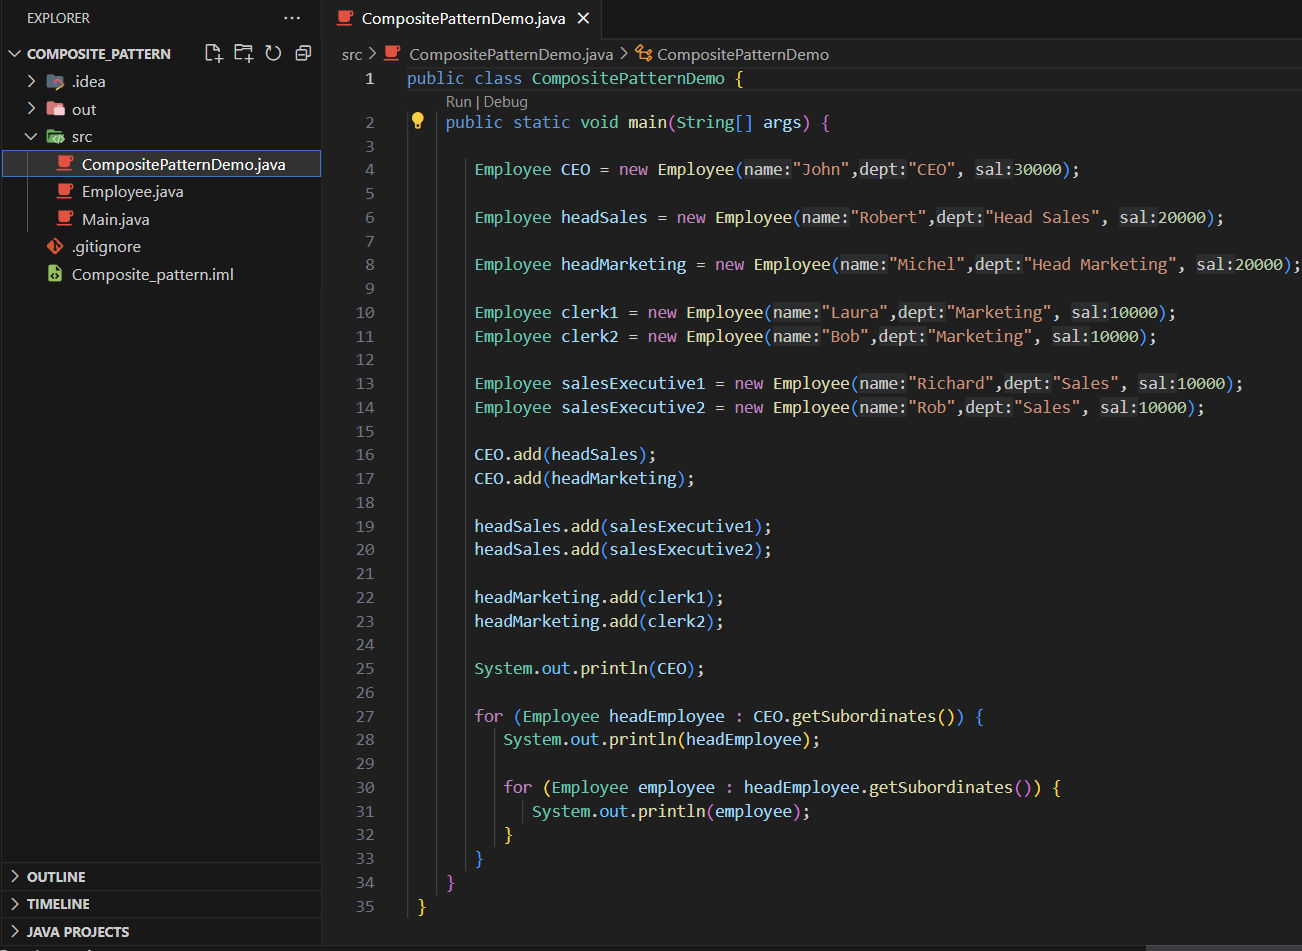 EXPLORER
COMPOSITE_PATTERN
.idea
out
src
CompositePatternDemo.java
Employee.java
Main.java
.gitignore
Composite_pattern.iml
OUTLINE
TIMELINE
JAVA PROJECTS
CompositePatternDemo.java
src > CompositePatternDemo.java > CompositePatternDemo
1 public class CompositePatternDemo {
Run | Debug
2 public static void main(String[] args) {
3
4 Employee CEO = new Employee(name:"John",dept:"CEO", sal:30000);
5
6 Employee headSales = new Employee(name:"Robert",dept:"Head Sales", sal:20000);
7
8 Employee headMarketing = new Employee(name:"Michel",dept:"Head Marketing", sal:20000);
9
10 Employee clerk1 = new Employee(name:"Laura",dept:"Marketing", sal:10000);
11 Employee clerk2 = new Employee(name:"Bob",dept:"Marketing", sal:10000);
12
13 Employee salesExecutive1 = new Employee(name:"Richard",dept:"Sales", sal:10000);
14 Employee salesExecutive2 = new Employee(name:"Rob",dept:"Sales", sal:10000);
15
16 CEO.add(headSales);
17 CEO.add(headMarketing);
18
19 headSales.add(salesExecutive1);
20 headSales.add(salesExecutive2);
21
22 headMarketing.add(clerk1);
23 headMarketing.add(clerk2);
24
25 System.out.println(CEO);
26
27 for (Employee headEmployee : CEO.getSubordinates()) {
28 System.out.println(headEmployee);
29
30 for (Employee employee : headEmployee.getSubordinates()) {
31 System.out.println(employee);
32 }
33 }
34 }
35 }